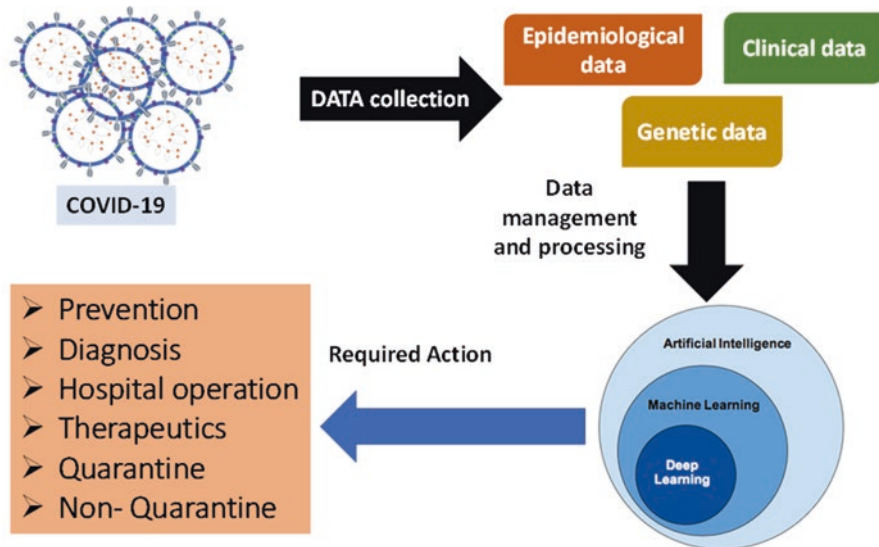 Epidemiological
data
Clinical data
DATA collection
Genetic data
COVID-19
Data
management
and processing
Prevention
Diagnosis
Hospital operation
Therapeutics
Quarantine
Non- Quarantine
Required Action
Artificial Intelligence
Machine Learning
Deep
Learning